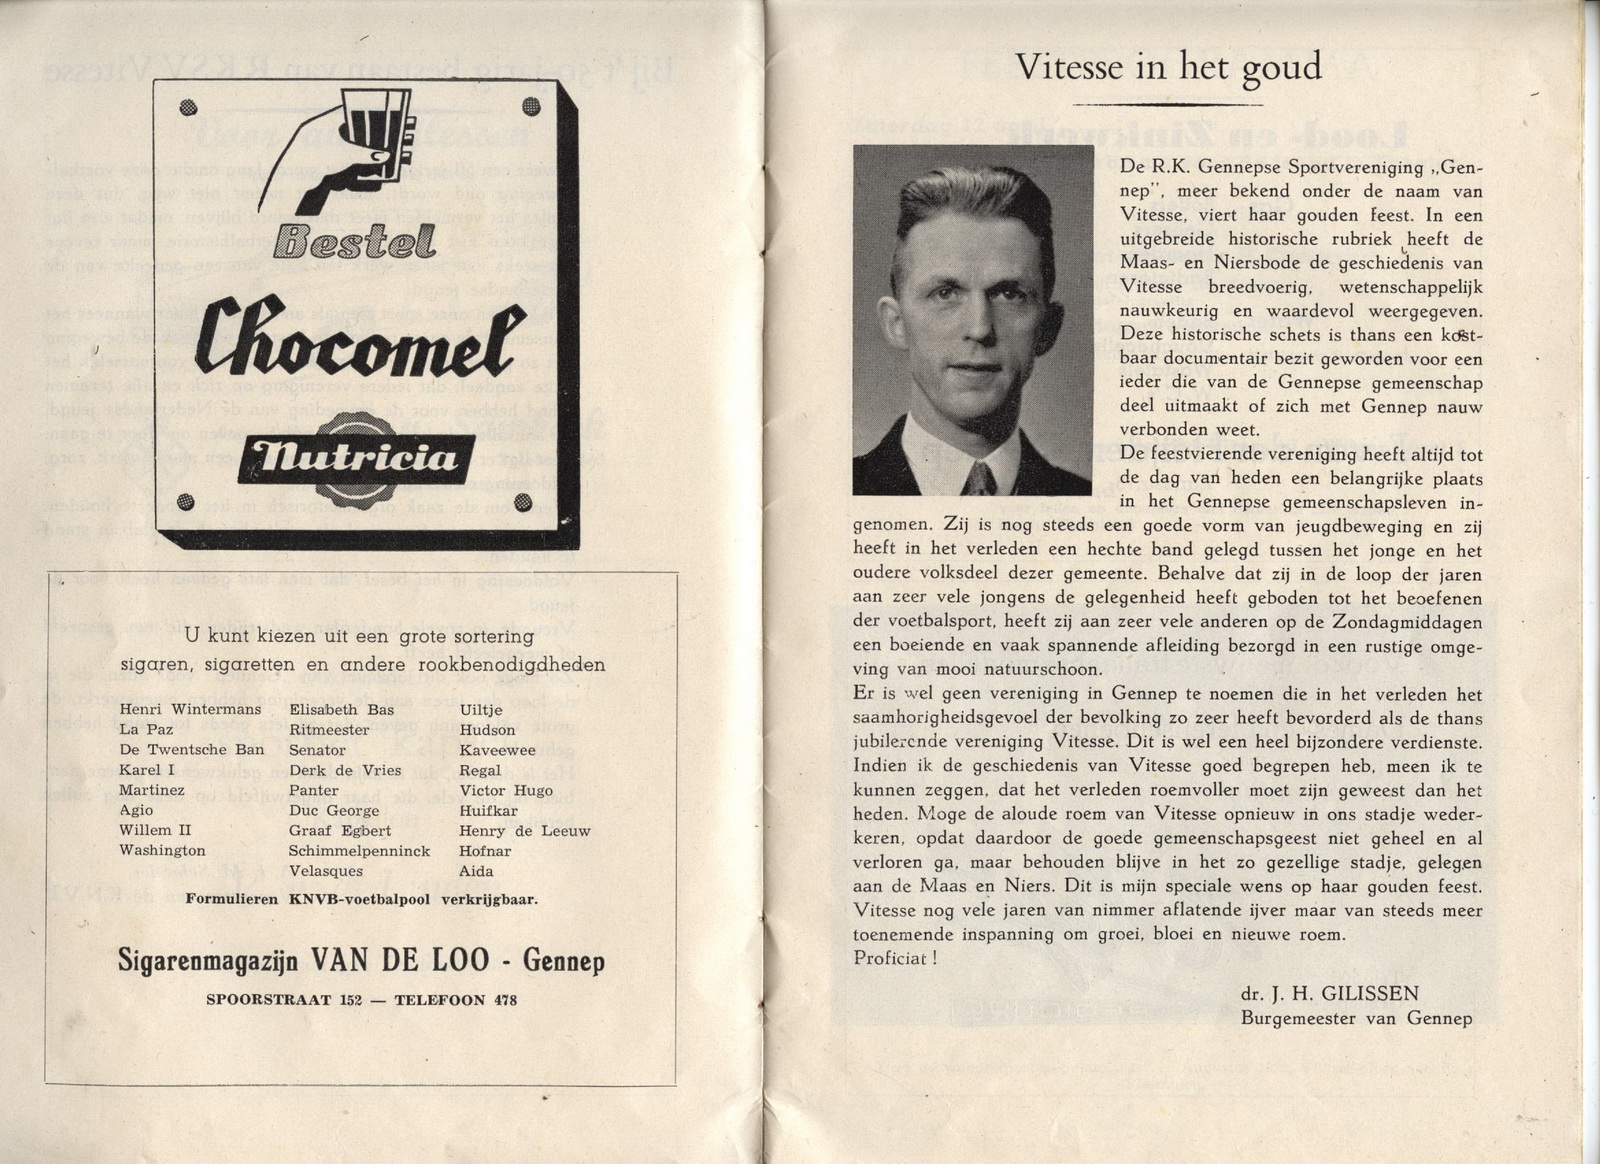 Bestel
Chocomel
Nutricia
U kunt kiezen uit een grote sortering
sigaren, sigaretten en andere rookbenodigdheden
Henri Wintermans Elisabeth Bas Uiltje
La Paz Ritmeester Hudson
De Twentsche Ban Senator Kaveewee
Karel I Derk de Vries Regal
Martinez Panter Victor Hugo
Agio Duc George Huifkar
Willem II Graaf Egbert Henry de Leeuw
Washington Schimmelpenninck Hofnar
Velasques Aida
Formulieren KNVB-voetbalpool verkrijgbaar.
Sigarenmagazijn VAN DE LOO - Gennep
SPOORSTRAAT 152 — TELEFOON 478
Vitesse in het goud
De R.K. Gennepse Sportvereniging „Gen-
nep”, meer bekend onder de naam van
Vitesse, viert haar gouden feest. In een
uitgebreide historische rubriek heeft de
Maas- en Niersbode de geschiedenis van
Vitesse breedvoerig, wetenschappelijk
nauwkeurig en waardevol weergegeven.
Deze historische schets is thans een kost-
baar documentair bezit geworden voor een
ieder die van de Gennepse gemeenschap
deel uitmaakt of zich met Gennep nauw
verbonden weet.
De feestvierende vereniging heeft altijd tot
de dag van heden een belangrijke plaats
in het Gennepse gemeenschapsleven in-
genomen. Zij is nog steeds een goede vorm van jeugdbeweging en zij
heeft in het verleden een hechte band gelegd tussen het jonge en het
oudere volksdeel dezer gemeente. Behalve dat zij in de loop der jaren
aan zeer vele jongens de gelegenheid heeft geboden tot het beoefenen
der voetbalsport, heeft zij aan zeer vele anderen op de Zondagmiddagen
een boeiende en vaak spannende afleiding bezorgd in een rustige omge-
ving van mooi natuurschoon.
Er is wel geen vereniging in Gennep te noemen die in het verleden het
saamhorigheidsgevoel der bevolking zo zeer heeft bevorderd als de thans
jubilerende vereniging Vitesse. Dit is wel een heel bijzondere verdienste.
Indien ik de geschiedenis van Vitesse goed begrepen heb, meen ik te
kunnen zeggen, dat het verleden roemvoller moet zijn geweest dan het
heden. Moge de aloude roem van Vitesse opnieuw in ons stadje weder-
keren, opdat daardoor de goede gemeenschapsgeest niet geheel en al
verloren ga, maar behouden blijve in het zo gezellige stadje, gelegen
aan de Maas en Niers. Dit is mijn speciale wens op haar gouden feest.
Vitesse nog vele jaren van nimmer aflatende ijver maar van steeds meer
toenemende inspanning om groei, bloei en nieuwe roem.
Proficiat !
dr. J. H. GILISSEN
Burgemeester van Gennep